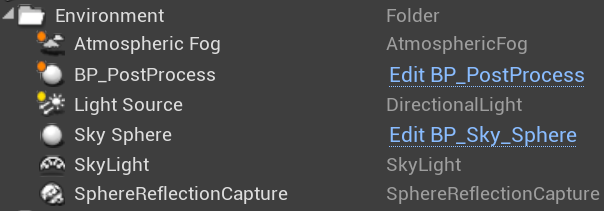 Environment Folder
Atmospheric Fog AtmosphericFog
BP_PostProcess Edit BP_PostProcess
Light Source DirectionalLight
Sky Sphere Edit BP_Sky_Sphere
SkyLight SkyLight
SphereReflectionCapture SphereReflectionCapture